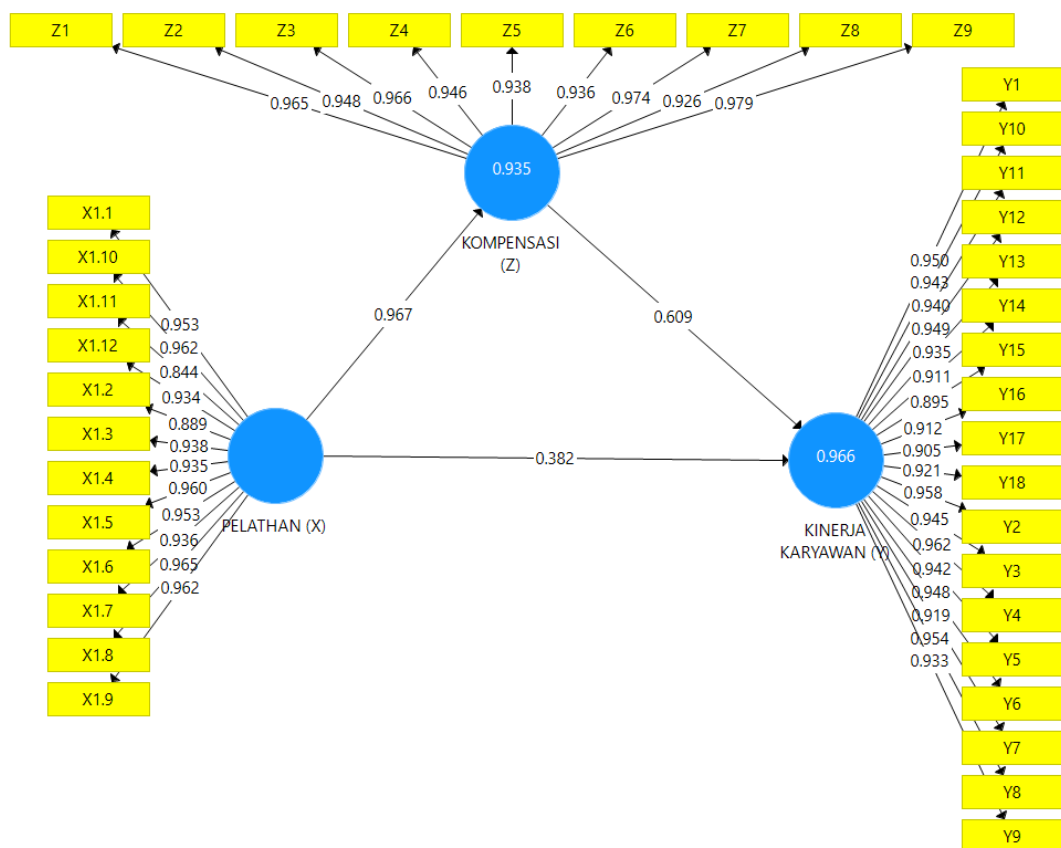 Z1
Z2
Z3
Z4
Z5
Z6
Z7
Z8
Z9
0.965
0.948
0.966
0.946
0.938
0.936
0.974
0.926
0.979
0.935
KOMPENSASI
(Z)
X1.1
X1.10
X1.11
X1.12
X1.2
X1.3
X1.4
X1.5
X1.6
X1.7
X1.8
X1.9
0.953
0.962
0.844
0.934
0.889
0.938
0.935
0.960
0.953
0.936
0.965
0.962
PELATHAN (X)
0.967
0.609
0.382
0.966
KINERJA
KARYAWAN (Y)
0.950
0.943
0.940
0.949
0.935
0.911
0.895
0.912
0.905
0.921
0.958
0.945
0.962
0.942
0.948
0.919
0.954
0.933
Y1
Y10
Y11
Y12
Y13
Y14
Y15
Y16
Y17
Y18
Y2
Y3
Y4
Y5
Y6
Y7
Y8
Y9